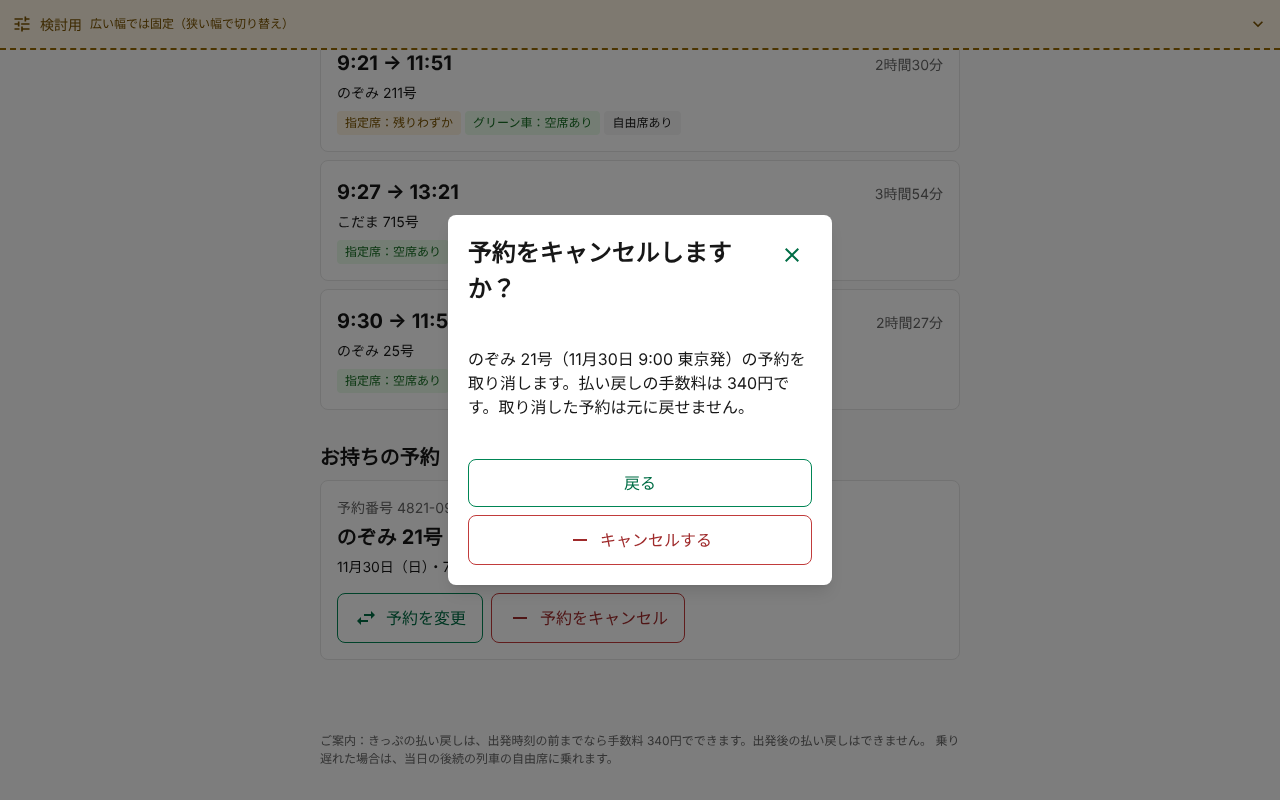 検討用 広い幅では固定（狭い幅で切り替え）
9:21 → 11:51 2時間30分
のぞみ 211号
指定席：残りわずか グリーン車：空席あり 自由席あり
9:27 → 13:21 3時間54分
こだま 715号
指定席：空席あり
9:30 → 11:5 2時間27分
のぞみ 25号
指定席：空席あり
予約をキャンセルします
か？
のぞみ 21号（11月30日 9:00 東京発）の予約を
取り消します。払い戻しの手数料は 340円で
す。取り消した予約は元に戻せません。
戻る
キャンセルする
お持ちの予約
予約番号 4821-09
のぞみ 21号
11月30日（日）・7
予約を変更 予約をキャンセル
ご案内：きっぷの払い戻しは、出発時刻の前までなら手数料 340円でできます。出発後の払い戻しはできません。 乗り
遅れた場合は、当日の後続の列車の自由席に乗れます。